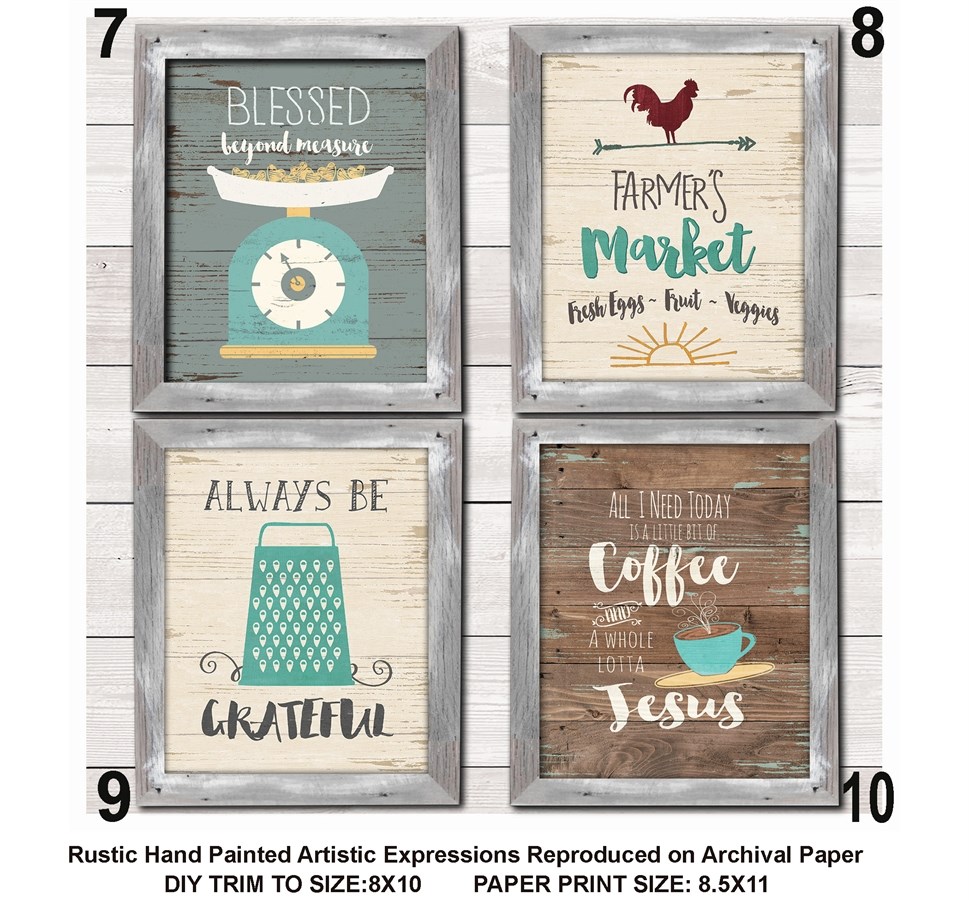 7
BLESSED
beyond measure
8
FARMER'S
Market
Fresh Eggs ~ Fruit ~ Veggies
9
ALWAYS BE
GRATEFUL
10
ALL I NEED TODAY
IS A LITTLE BIT OF
Coffee
AND
A WHOLE
LOTTA
Jesus
Rustic Hand Painted Artistic Expressions Reproduced on Archival Paper
DIY TRIM TO SIZE:8X10 PAPER PRINT SIZE: 8.5X11